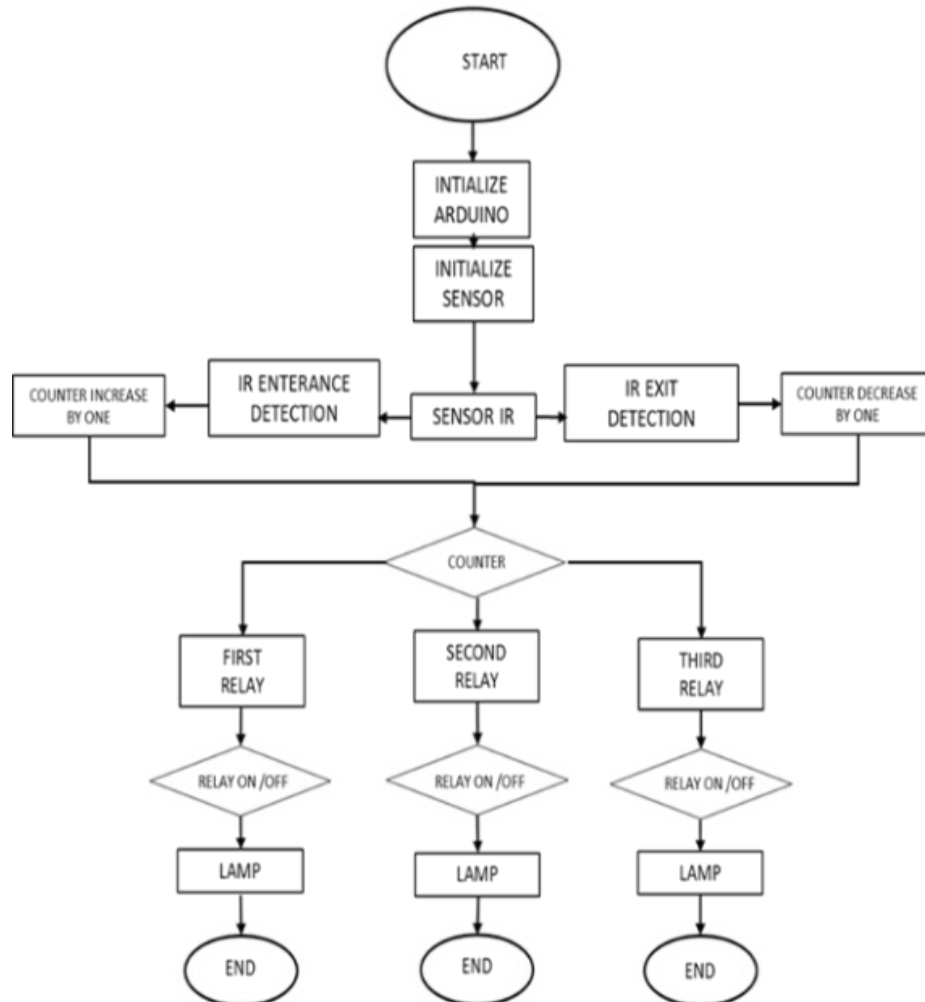 START
INTIALIZE
ARDUINO
INITIALIZE
SENSOR
IR ENTERANCE
DETECTION
IR EXIT
DETECTION
COUNTER INCREASE
BY ONE
SENSOR IR
COUNTER DECREASE
BY ONE
COUNTER
FIRST
RELAY
SECOND
RELAY
THIRD
RELAY
RELAY ON /OFF
RELAY ON /OFF
RELAY ON /OFF
LAMP
LAMP
LAMP
END
END
END